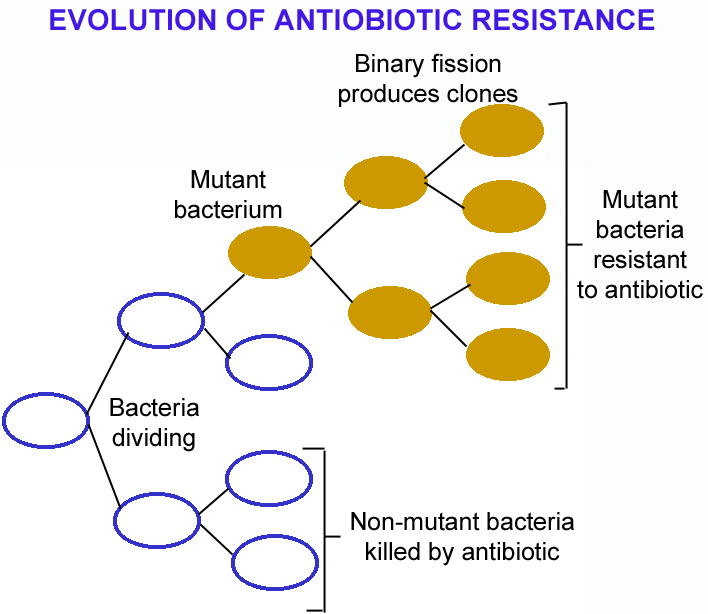 EVOLUTION OF ANTIOBIOTIC RESISTANCE
Binary fission
produces clones
Mutant
bacterium
Mutant
bacteria
resistant
to antibiotic
Bacteria
dividing
Non-mutant bacteria
killed by antibiotic